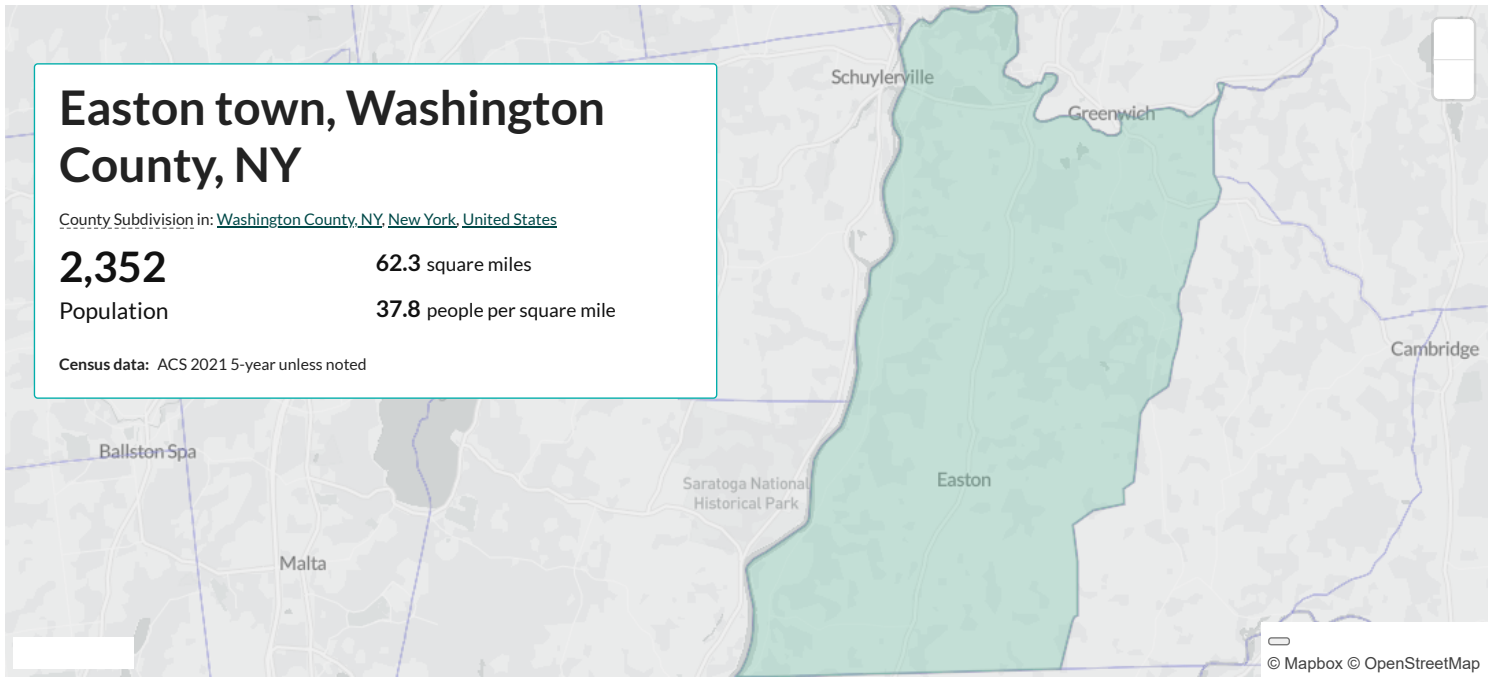 Easton town, Washington
County, NY
County Subdivision in: Washington County, NY, New York, United States
2,352
Population
62.3 square miles
37.8 people per square mile
Census data: ACS 2021 5-year unless noted
Schuylerville
Greenwich
Cambridge
Ballston Spa
Saratoga National
Historical Park
Easton
Malta
© Mapbox © OpenStreetMap